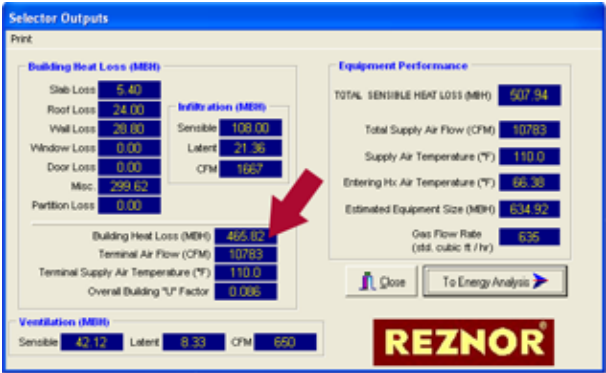 Selector Outputs
Print
Building Heat Loss (MBH)
Slab Loss 5.40
Roof Loss 24.00
Wall Loss 28.80
Window Loss 0.00
Door Loss 0.00
Misc. 299.62
Partition Loss 0.00
Infiltration (MBH)
Sensible 108.00
Latent 21.36
CFM 1667
Building Heat Loss (MBH) 465.82
Terminal Air Flow (CFM) 10783
Terminal Supply Air Temperature (°F) 110.0
Overall Building "U" Factor 0.086
Ventilation (MBH)
Sensible 42.12 Latent 8.33 CFM 650
Equipment Performance
TOTAL SENSIBLE HEAT LOSS (MBH) 507.94
Total Supply Air Flow (CFM) 10783
Supply Air Temperature (°F) 110.0
Entering Hx Air Temperature (°F) 66.38
Estimated Equipment Size (MBH) 634.92
Gas Flow Rate
(std. cubic ft / hr) 635
Close
To Energy Analysis
REZNOR®